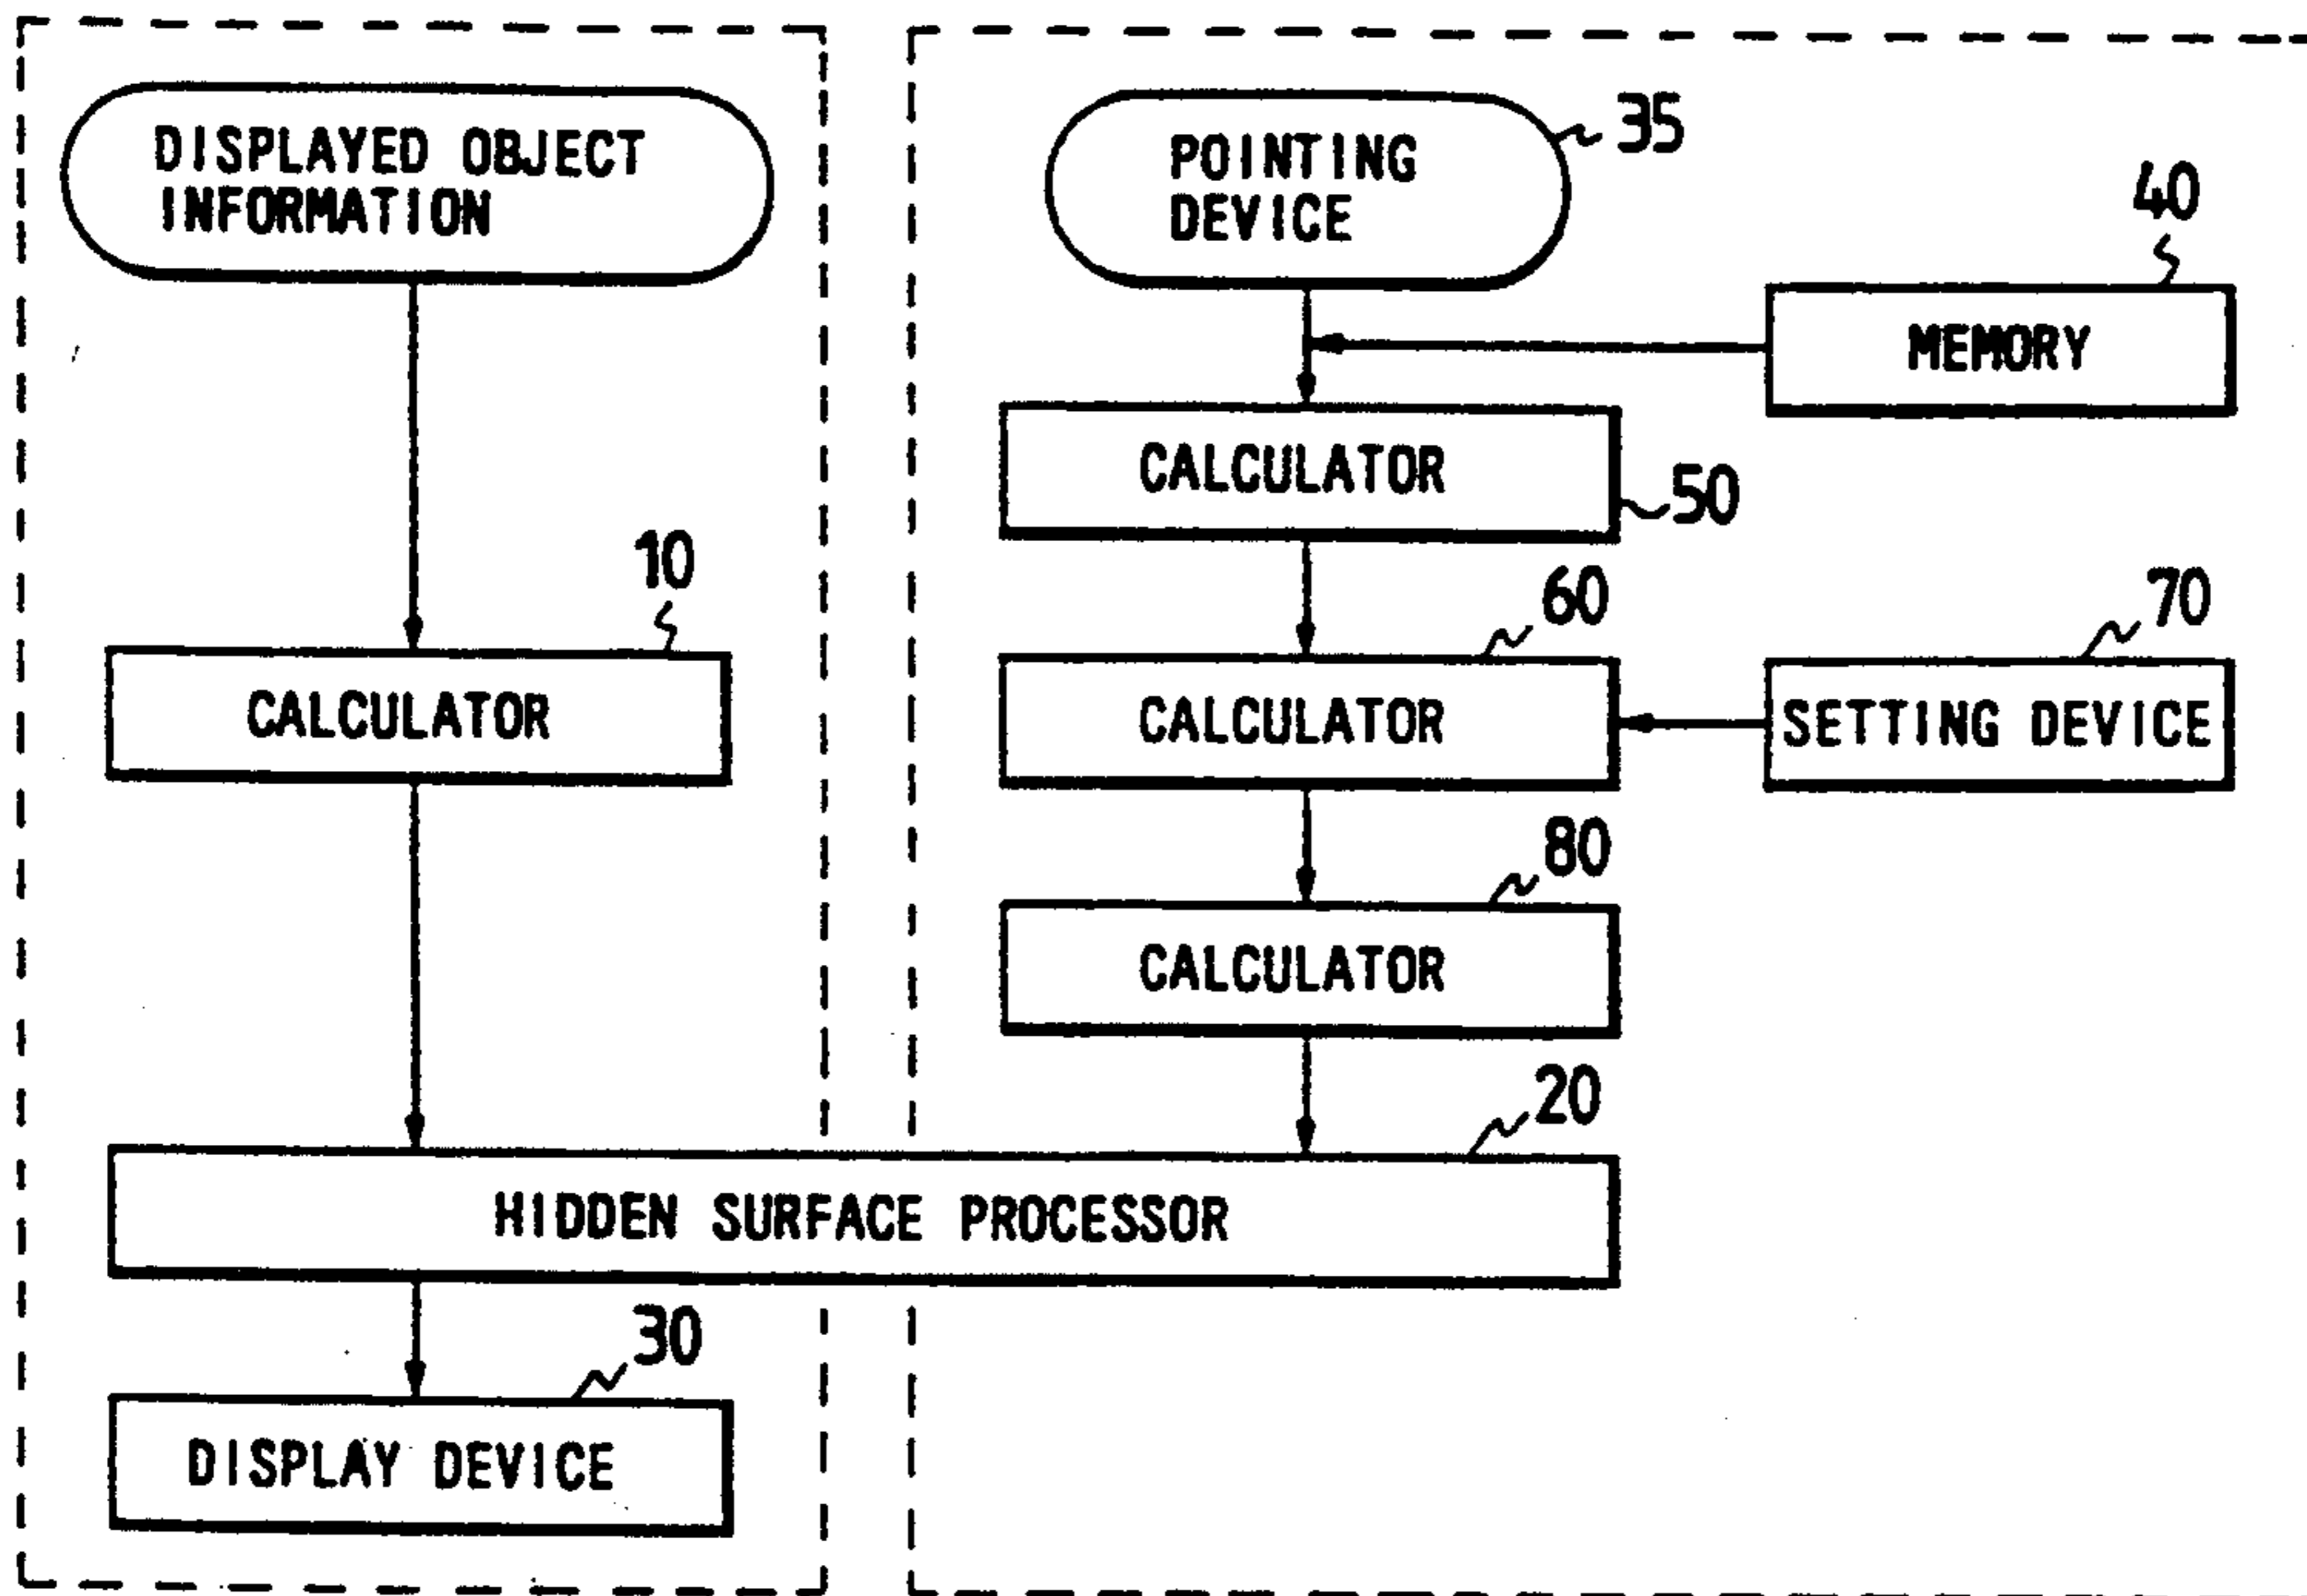 DISPLAYED OBJECT
INFORMATION
10
CALCULATOR
POINTING
DEVICE
35
40
MEMORY
CALCULATOR
50
60
CALCULATOR
70
SETTING DEVICE
80
CALCULATOR
20
HIDDEN SURFACE PROCESSOR
30
DISPLAY DEVICE